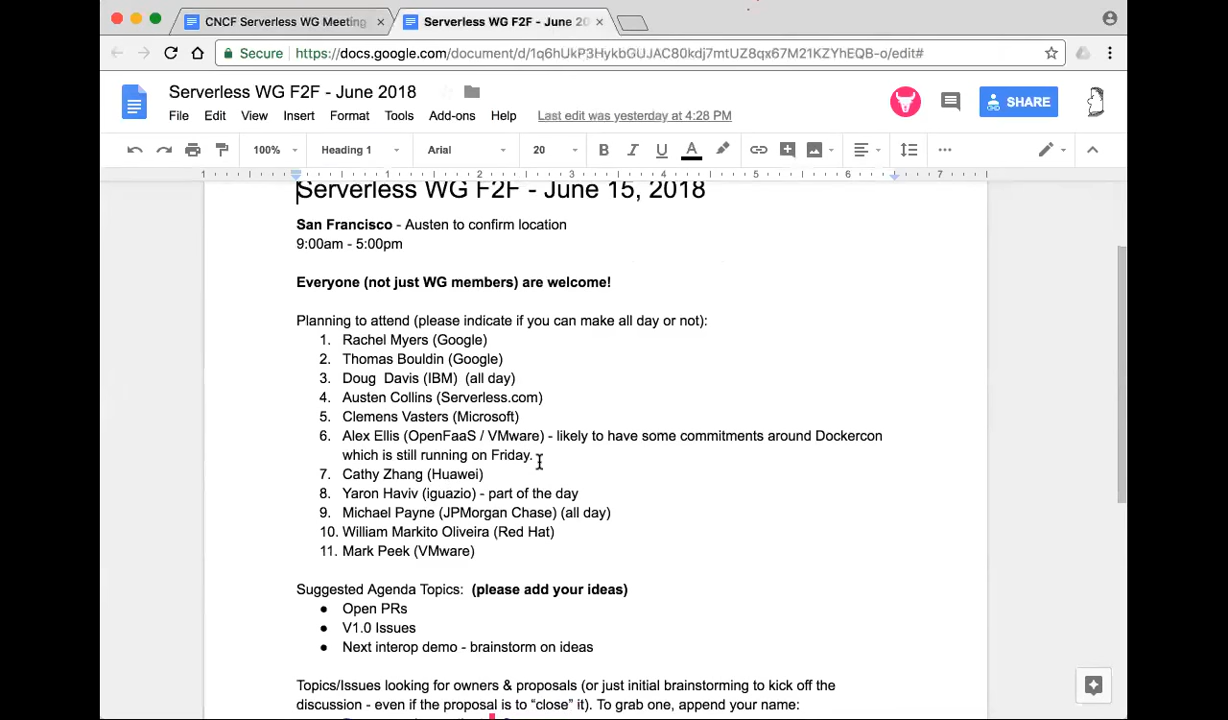 CNCF Serverless WG Meeting
Serverless WG F2F - June 20
Secure https://docs.google.com/document/d/1q6hUkP3HykbGUJAC80kdj7mtUZ8qx67M21KZYhEQB-o/edit#
Serverless WG F2F - June 2018
SHARE
File Edit View Insert Format Tools Add-ons Help Last edit was yesterday at 4:28 PM
100% Heading 1 Arial 20 B I U A
1 1 2 3 4 5 6 7
Serverless WG F2F - June 15, 2018
San Francisco - Austen to confirm location
9:00am - 5:00pm
Everyone (not just WG members) are welcome!
Planning to attend (please indicate if you can make all day or not):
1. Rachel Myers (Google)
2. Thomas Bouldin (Google)
3. Doug Davis (IBM) (all day)
4. Austen Collins (Serverless.com)
5. Clemens Vasters (Microsoft)
6. Alex Ellis (OpenFaaS / VMware) - likely to have some commitments around Dockercon
which is still running on Friday.
7. Cathy Zhang (Huawei)
8. Yaron Haviv (iguazio) - part of the day
9. Michael Payne (JPMorgan Chase) (all day)
10. William Markito Oliveira (Red Hat)
11. Mark Peek (VMware)
Suggested Agenda Topics: (please add your ideas)
● Open PRs
● V1.0 Issues
● Next interop demo - brainstorm on ideas
Topics/Issues looking for owners & proposals (or just initial brainstorming to kick off the
discussion - even if the proposal is to “close” it). To grab one, append your name: